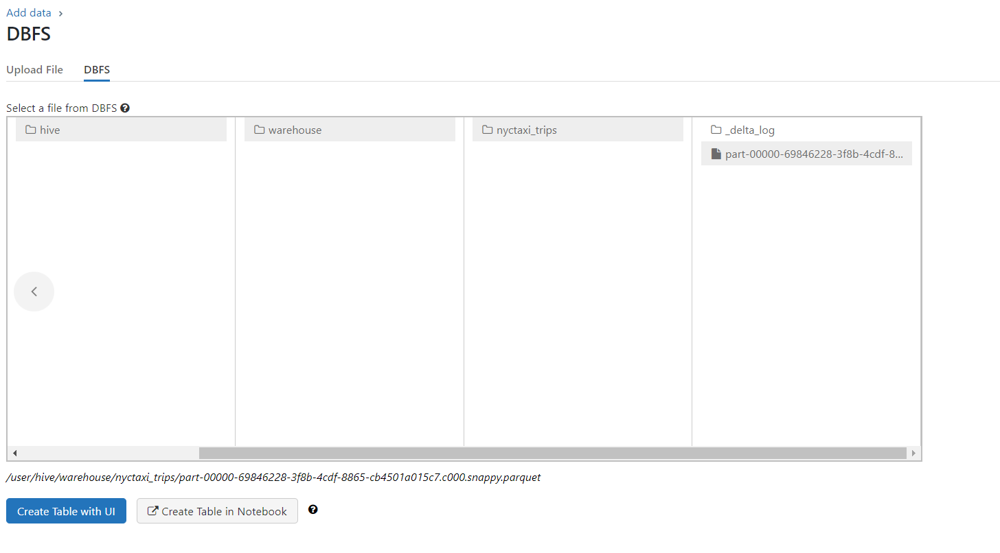 Add data ›
DBFS
Upload File DBFS
Select a file from DBFS
hive
warehouse
nyctaxi_trips
_delta_log
part-00000-69846228-3f8b-4cdf-8...
/user/hive/warehouse/nyctaxi_trips/part-00000-69846228-3f8b-4cdf-8865-cb4501a015c7.c000.snappy.parquet
Create Table with UI Create Table in Notebook